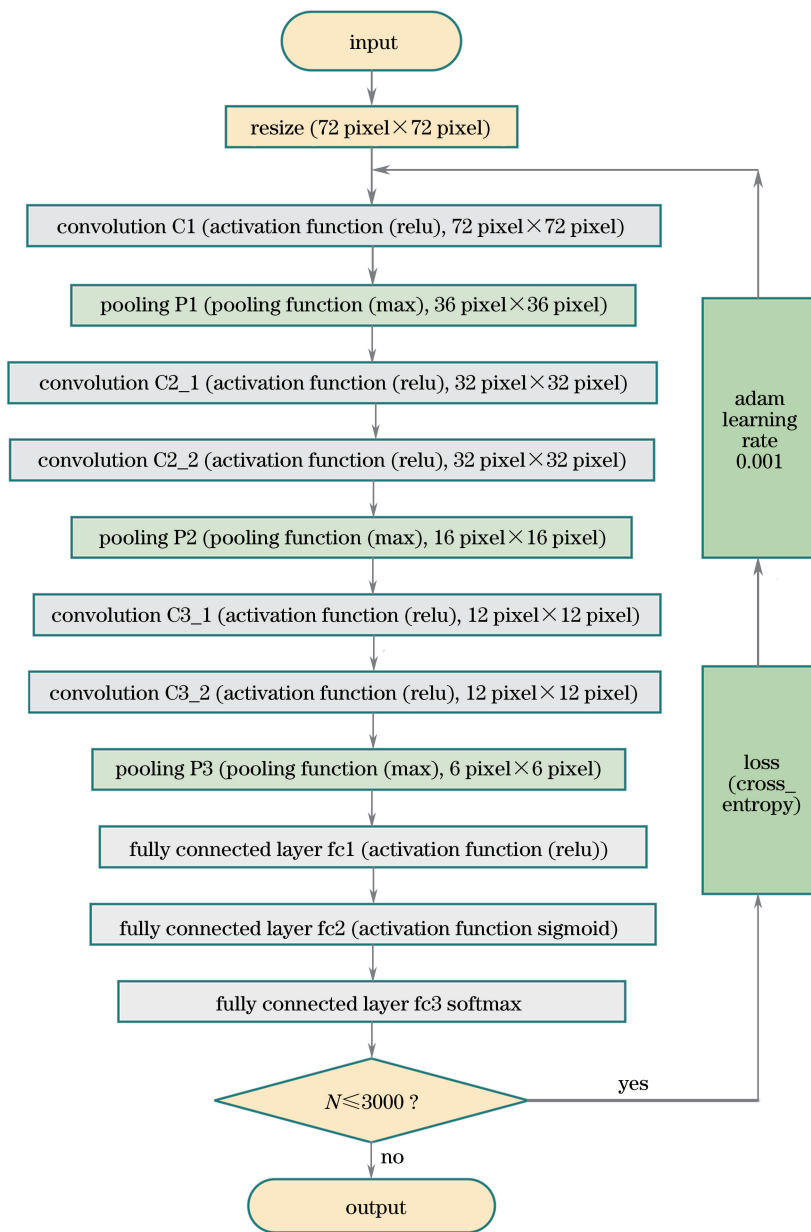 input
resize (72 pixel×72 pixel)
convolution C1 (activation function (relu), 72 pixel×72 pixel)
pooling P1 (pooling function (max), 36 pixel×36 pixel)
convolution C2_1 (activation function (relu), 32 pixel×32 pixel)
convolution C2_2 (activation function (relu), 32 pixel×32 pixel)
pooling P2 (pooling function (max), 16 pixel×16 pixel)
convolution C3_1 (activation function (relu), 12 pixel×12 pixel)
convolution C3_2 (activation function (relu), 12 pixel×12 pixel)
pooling P3 (pooling function (max), 6 pixel×6 pixel)
fully connected layer fc1 (activation function (relu))
fully connected layer fc2 (activation function sigmoid)
fully connected layer fc3 softmax
N≤3000 ?
yes
no
output
loss
(cross_
entropy)
adam
learning
rate
0.001